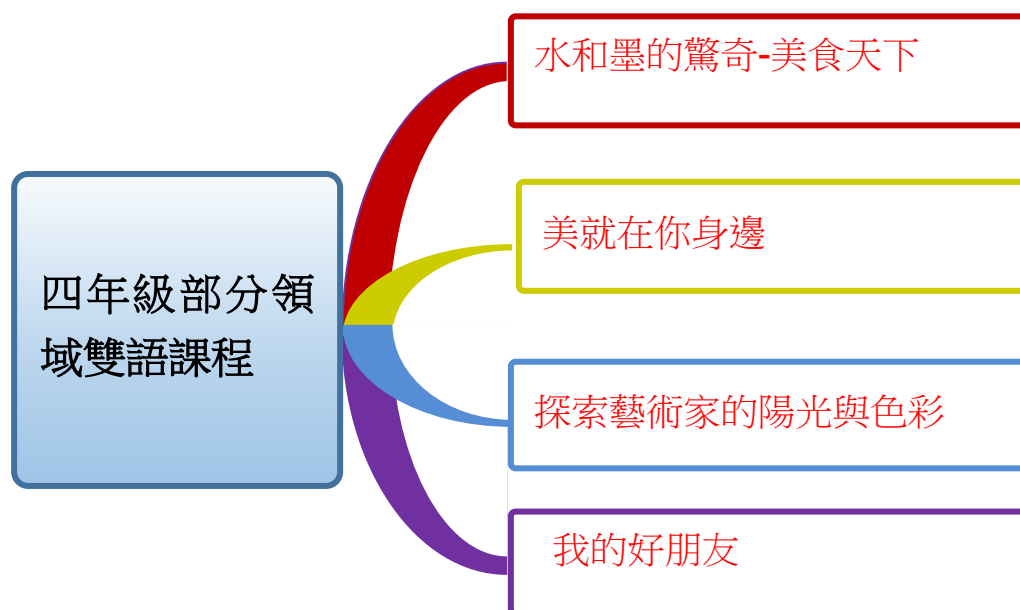 四年級部分領
域雙語課程
水和墨的驚奇-美食天下
美就在你身邊
探索藝術家的陽光與色彩
我的好朋友